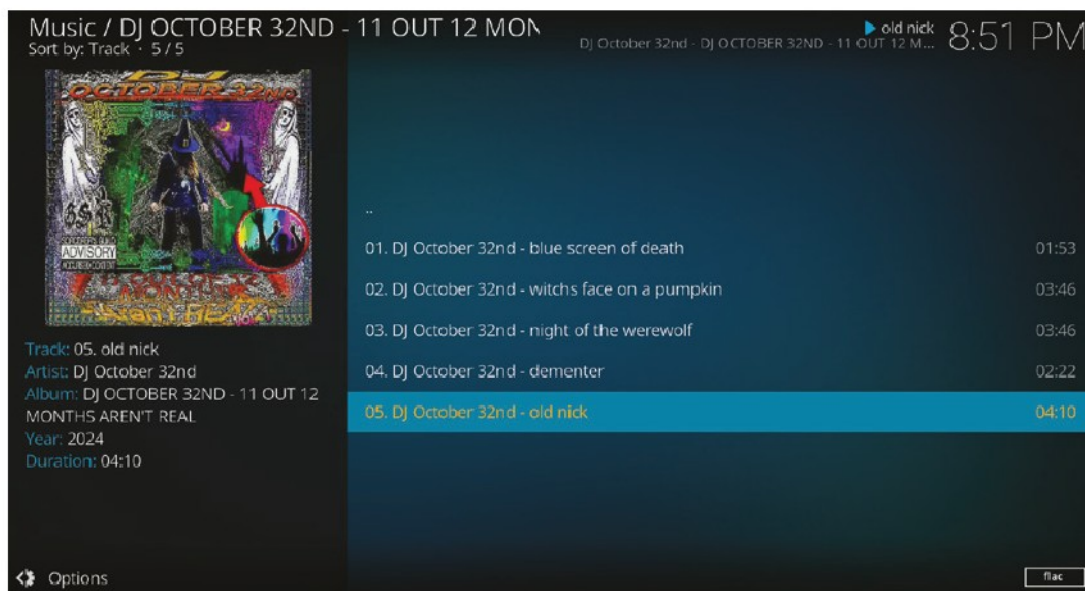 Music / DJ OCTOBER 32ND - 11 OUT 12 MON
Sort by: Track · 5 / 5
old nick
DJ October 32nd - DJ OCTOBER 32ND - 11 OUT 12 M...
8:51 PM
DJ
OCTOBER 32ND
ADVISORY
..
01. DJ October 32nd - blue screen of death 01:53
02. DJ October 32nd - witchs face on a pumpkin 03:46
03. DJ October 32nd - night of the werewolf 03:46
04. DJ October 32nd - dementer 02:22
05. DJ October 32nd - old nick 04:10
Track: 05. old nick
Artist: DJ October 32nd
Album: DJ OCTOBER 32ND - 11 OUT 12
MONTHS AREN'T REAL
Year: 2024
Duration: 04:10
Options
flac